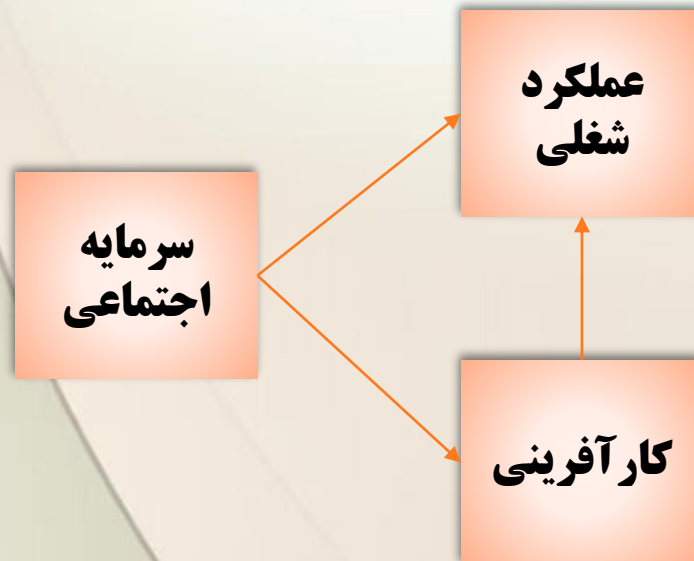 عملکرد
شغلی
سرمایه
اجتماعی
کارآفرینی